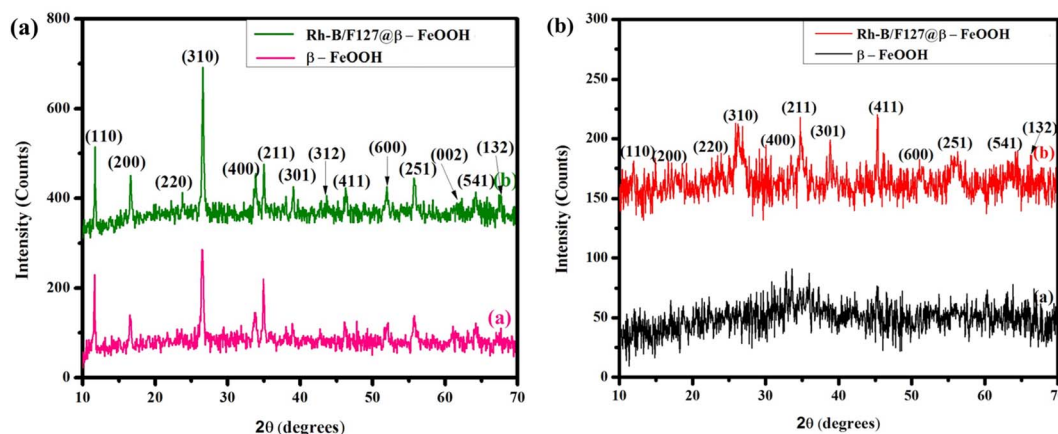 (a)
Rh-B/F127@β – FeOOH
β – FeOOH
(110)
(200)
(220)
(310)
(400)
(211)
(301)
(312)
(411)
(600)
(251)
(002)
(541)
(132)
(b)
(a)
800
600
400
200
0
10 20 30 40 50 60 70
Intensity (Counts)
2θ (degrees)
(b)
Rh-B/F127@β – FeOOH
β – FeOOH
(110)
(200)
(220)
(310)
(400)
(211)
(301)
(411)
(600)
(251)
(541)
(132)
(b)
(a)
300
250
200
150
100
50
0
10 20 30 40 50 60 70
Intensity (Counts)
2θ (degrees)